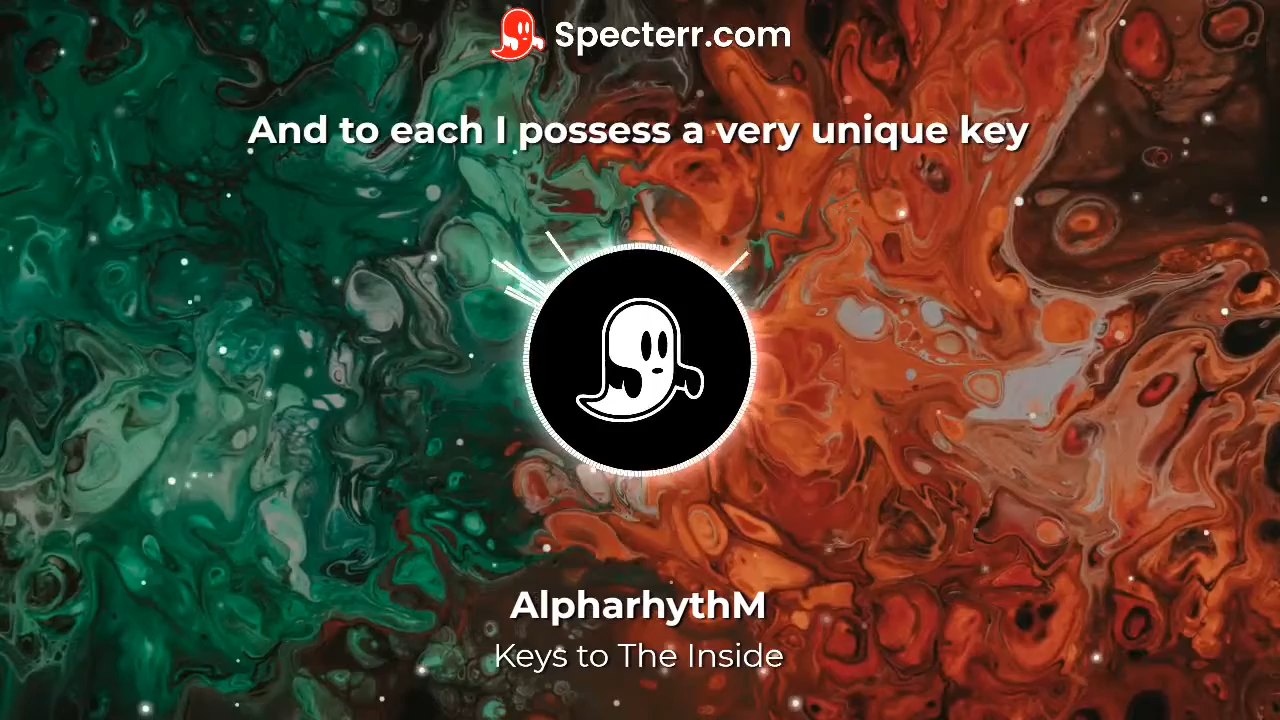 Specterr.com
And to each I possess a very unique key
AlpharhythM
Keys to The Inside